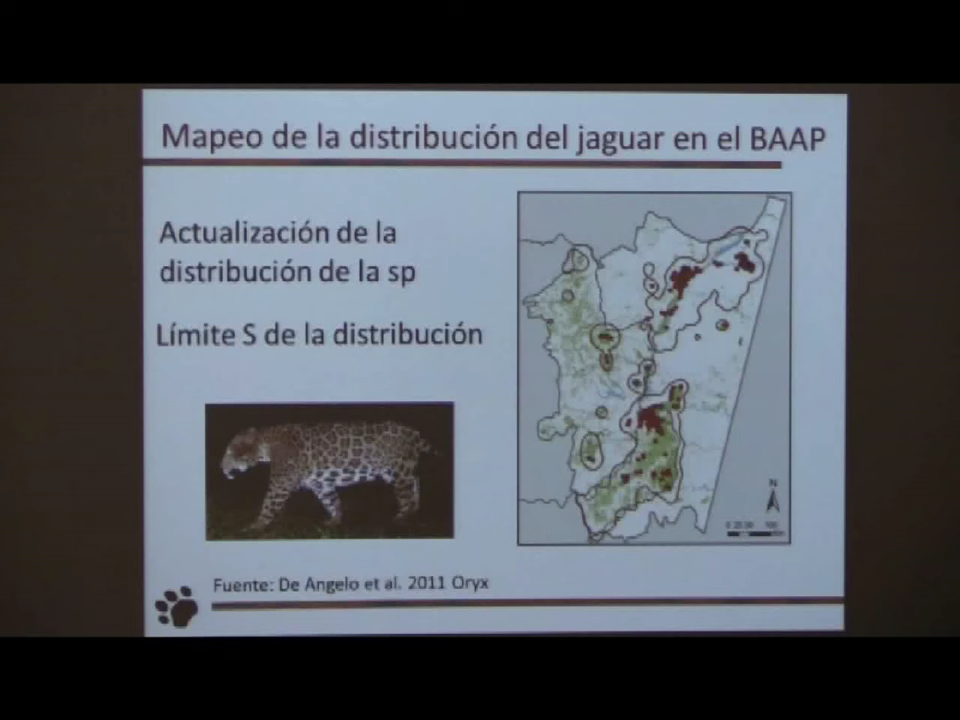 Mapeo de la distribución del jaguar en el BAAP
Actualización de la
distribución de la sp
Límite S de la distribución
N
Fuente: De Angelo et al. 2011 Oryx